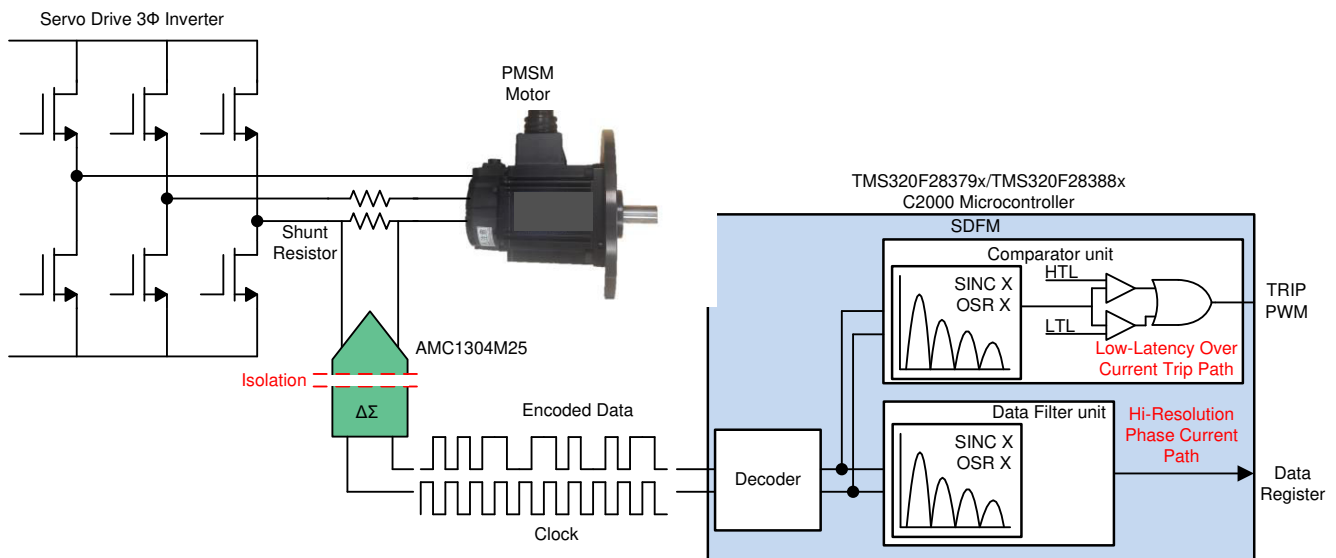 Servo Drive 3Φ Inverter
PMSM
Motor
Shunt
Resistor
AMC1304M25
Isolation
ΔΣ
Encoded Data
Clock
TMS320F28379x/TMS320F28388x
C2000 Microcontroller
SDFM
Comparator unit
SINC X
OSR X
HTL
LTL
Low-Latency Over
Current Trip Path
TRIP
PWM
Decoder
Data Filter unit
SINC X
OSR X
Hi-Resolution
Phase Current
Path
Data
Register